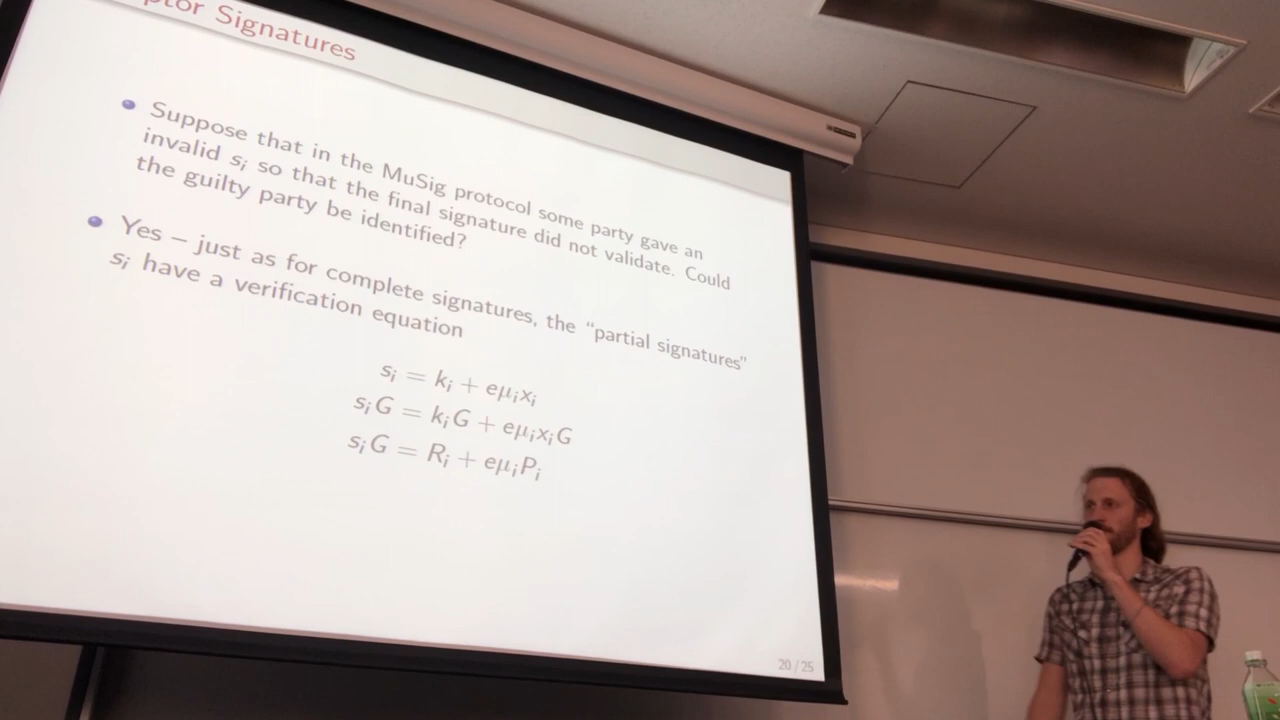 Signatures
Suppose that in the MuSig protocol some party gave an
invalid sᵢ so that the final signature did not validate. Could
the guilty party be identified?
Yes – just as for complete signatures, the “partial signatures”
sᵢ have a verification equation
sᵢ = kᵢ + eμᵢxᵢ
sᵢG = kᵢG + eμᵢxᵢG
sᵢG = Rᵢ + eμᵢPᵢ
20 / 25